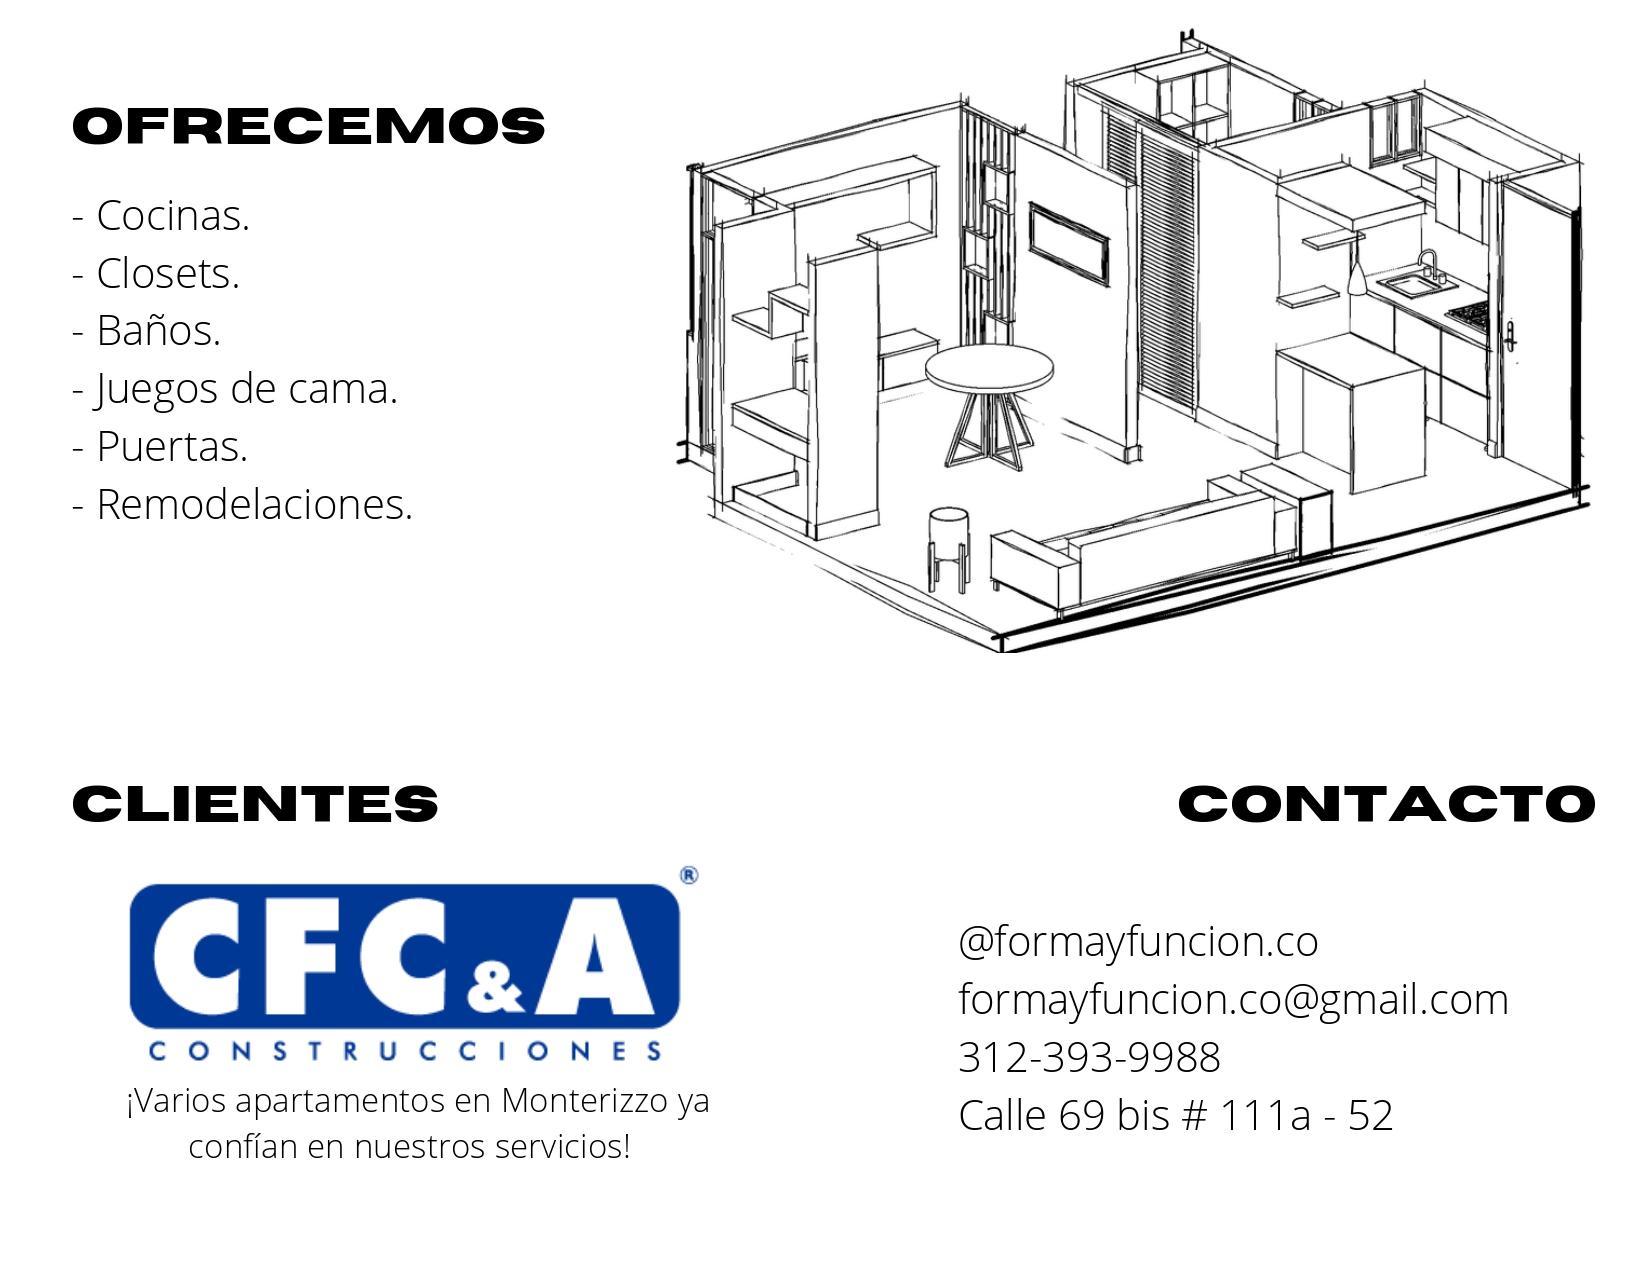 OFRECEMOS
- Cocinas.
- Closets.
- Baños.
- Juegos de cama.
- Puertas.
- Remodelaciones.
CLIENTES
CFC&A®
CONSTRUCCIONES
¡Varios apartamentos en Monterizzo ya
confían en nuestros servicios!
CONTACTO
@formayfuncion.co
formayfuncion.co@gmail.com
312-393-9988
Calle 69 bis # 111a - 52